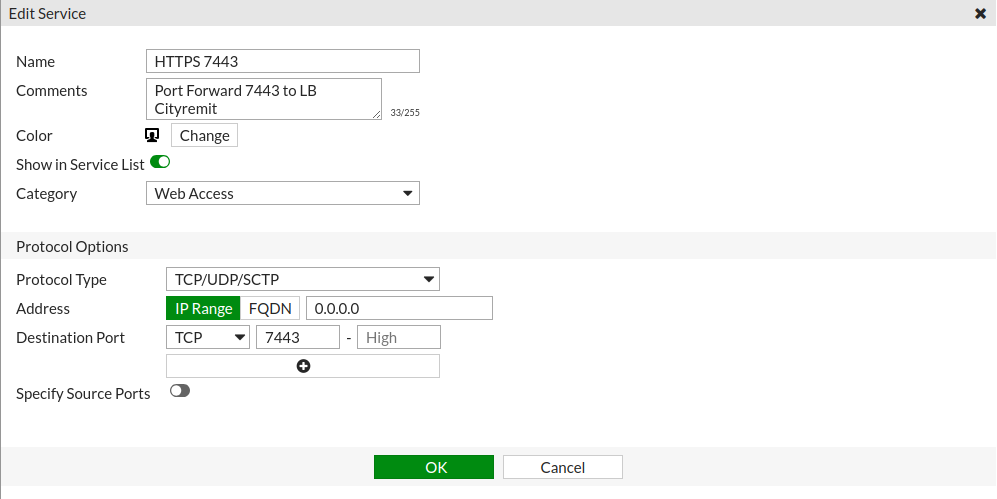 Edit Service
Name HTTPS 7443
Comments Port Forward 7443 to LB
Cityremit
33/255
Color Change
Show in Service List
Category Web Access
Protocol Options
Protocol Type TCP/UDP/SCTP
Address IP Range FQDN 0.0.0.0
Destination Port TCP 7443 - High
Specify Source Ports
OK Cancel